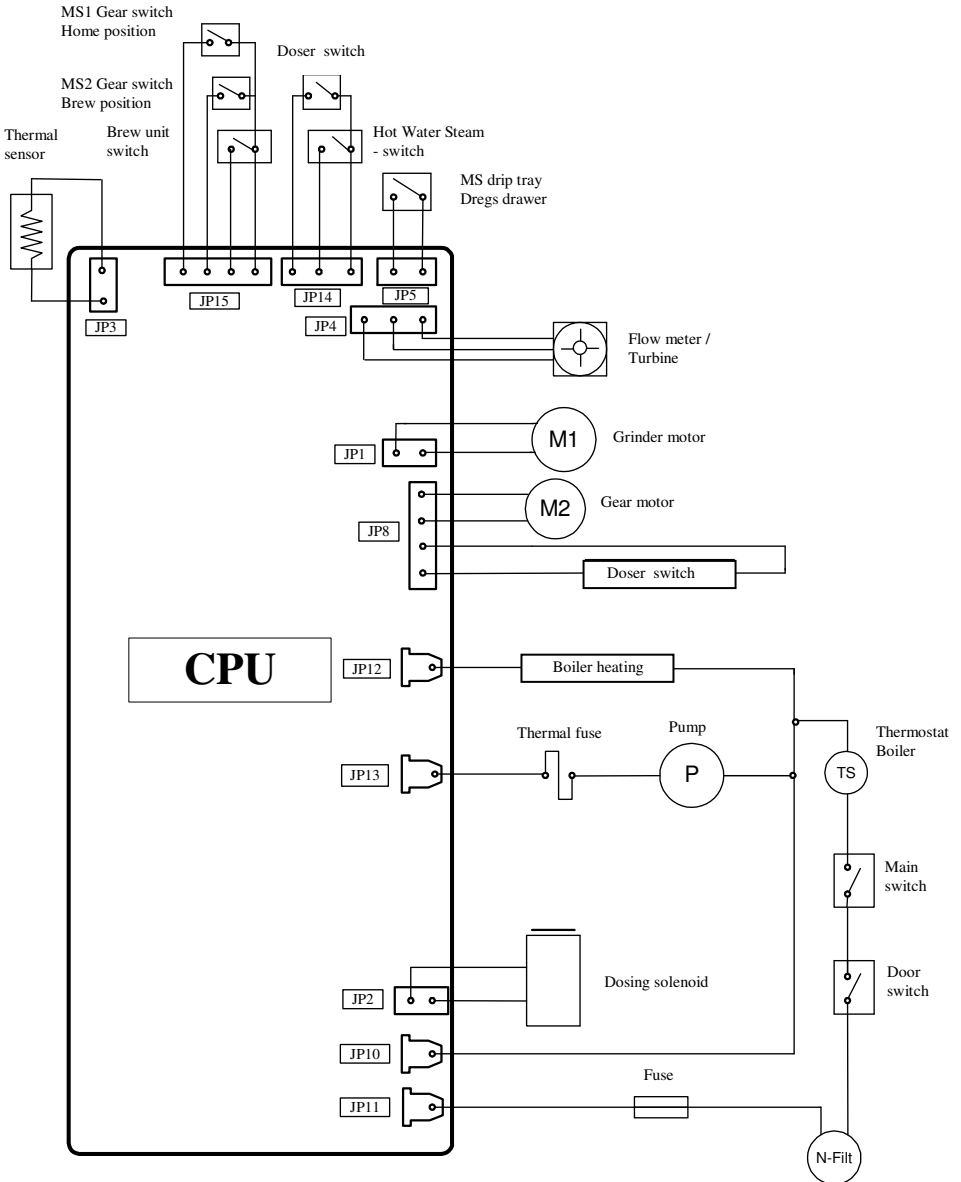 MS1 Gear switch
Home position
Doser switch
MS2 Gear switch
Brew position
Thermal
sensor
Brew unit
switch
Hot Water Steam
- switch
MS drip tray
Dregs drawer
JP3
JP15
JP14
JP5
JP4
Flow meter /
Turbine
JP1
M1
Grinder motor
JP8
M2
Gear motor
Doser switch
CPU
JP12
Boiler heating
JP13
Thermal fuse
Pump
P
Thermostat
Boiler
TS
Main
switch
JP2
Dosing solenoid
Door
switch
JP10
JP11
Fuse
N-Filt